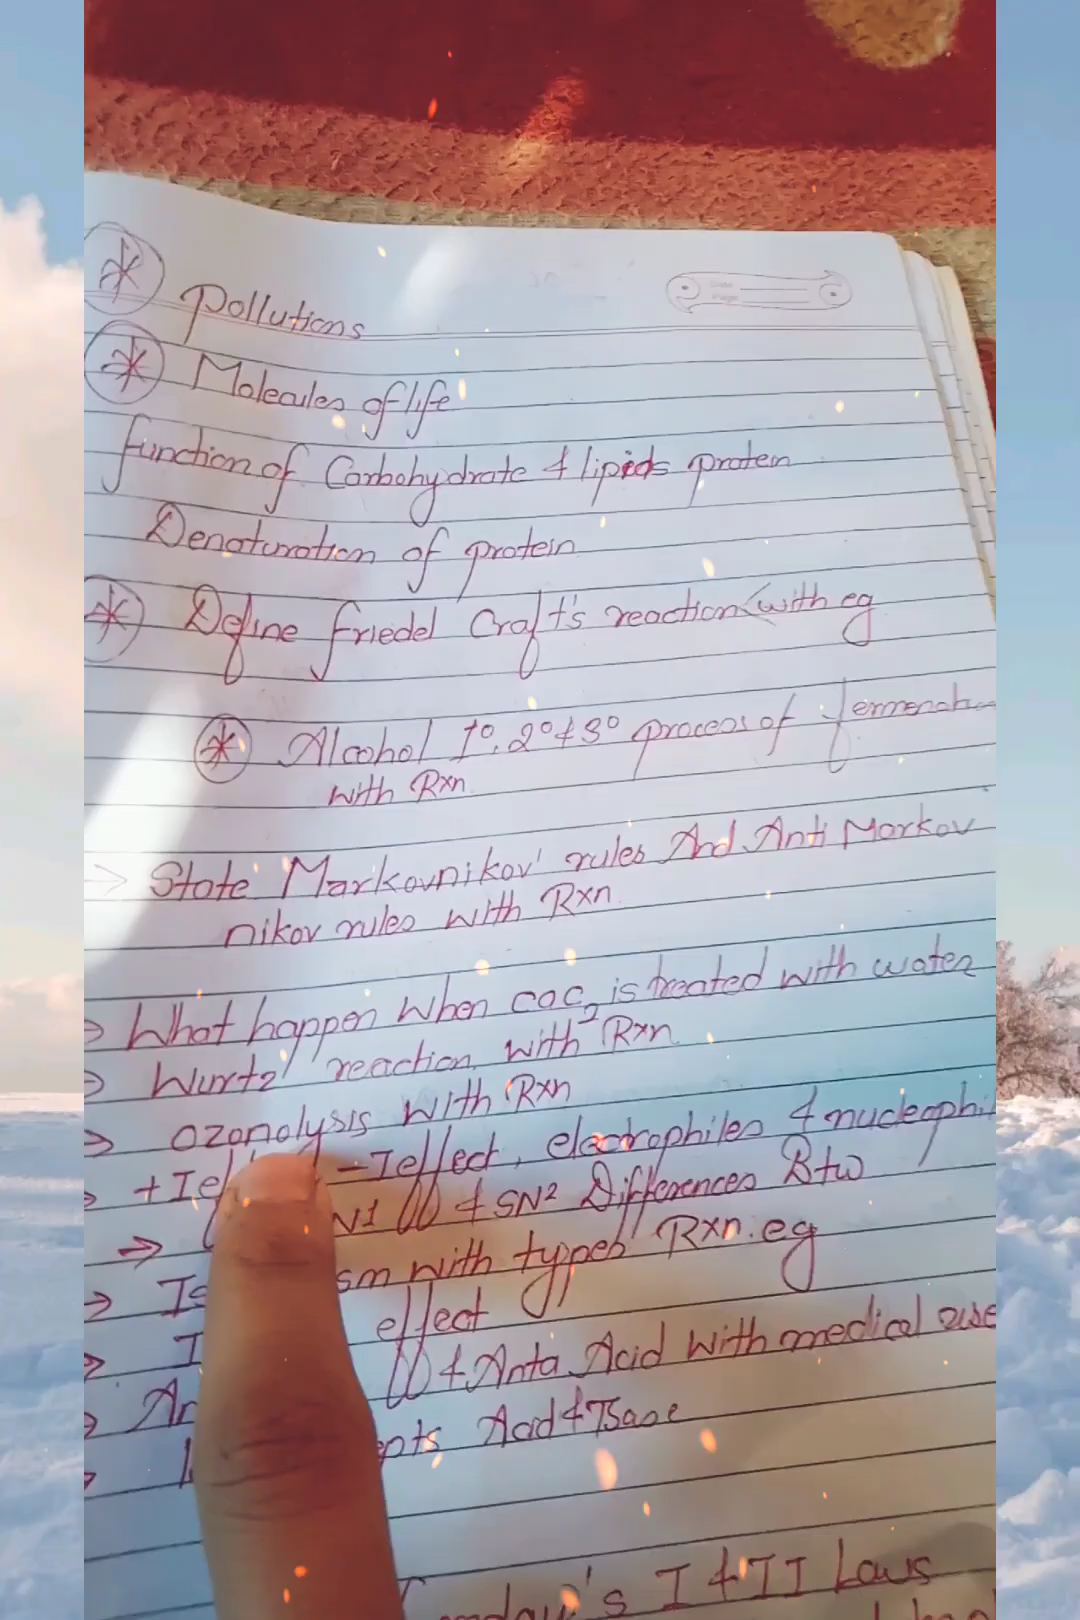 Date
Page
Pollutions
Molecules of life
function of Carbohydrate & lipids protein
Denaturation of protein
Define Friedel Craft's reaction with eg
Alcohol 1°, 2° & 3° process of
with Rxn
→ State Markovnikov' rules And Anti Markov
nikov rules with Rxn.
→ What happen when cac2 is treated with water
→ Wurtz' reaction with Rxn
→ ozonolysis with Rxn
→ - I effect, electrophiles &
→ & SN2 Differences Btw
→ with types Rxn. eg
→ effect
→ & Anta Acid with medical use
→ Acid & Base
's I & II Laws